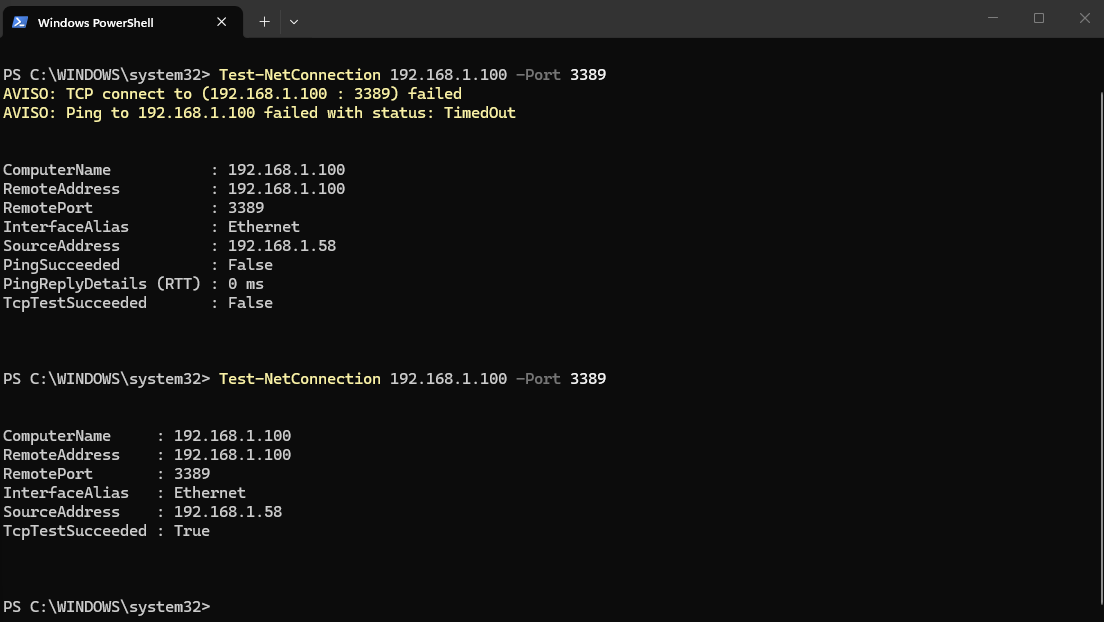 Windows PowerShell
PS C:\WINDOWS\system32> Test-NetConnection 192.168.1.100 -Port 3389
AVISO: TCP connect to (192.168.1.100 : 3389) failed
AVISO: Ping to 192.168.1.100 failed with status: TimedOut
ComputerName           : 192.168.1.100
RemoteAddress          : 192.168.1.100
RemotePort             : 3389
InterfaceAlias         : Ethernet
SourceAddress          : 192.168.1.58
PingSucceeded          : False
PingReplyDetails (RTT) : 0 ms
TcpTestSucceeded       : False
PS C:\WINDOWS\system32> Test-NetConnection 192.168.1.100 -Port 3389
ComputerName     : 192.168.1.100
RemoteAddress    : 192.168.1.100
RemotePort       : 3389
InterfaceAlias   : Ethernet
SourceAddress    : 192.168.1.58
TcpTestSucceeded : True
PS C:\WINDOWS\system32>